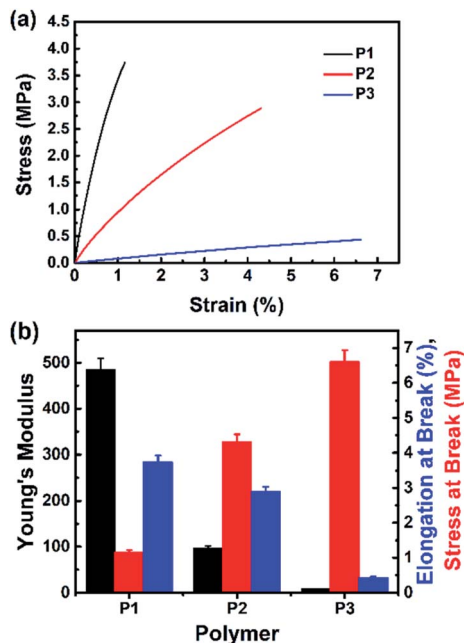 (a)
4.5
4.0
3.5
3.0
2.5
2.0
1.5
1.0
0.5
0.0
Stress (MPa)
P1
P2
P3
0 1 2 3 4 5 6 7
Strain (%)
(b)
500
400
300
200
100
0
Young's Modulus
7
6
5
4
3
2
1
0
Elongation at Break (%),
Stress at Break (MPa)
P1 P2 P3
Polymer